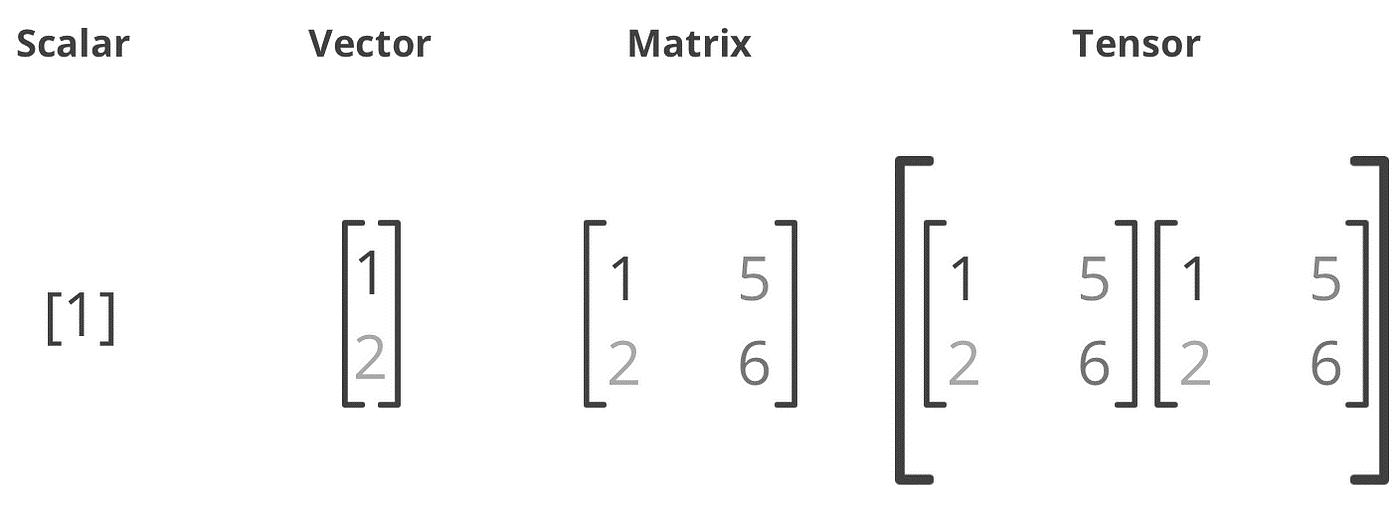 Scalar Vector Matrix Tensor
1 5 1 5 1 5
[1] 1
2 2 6 2 6 2 6